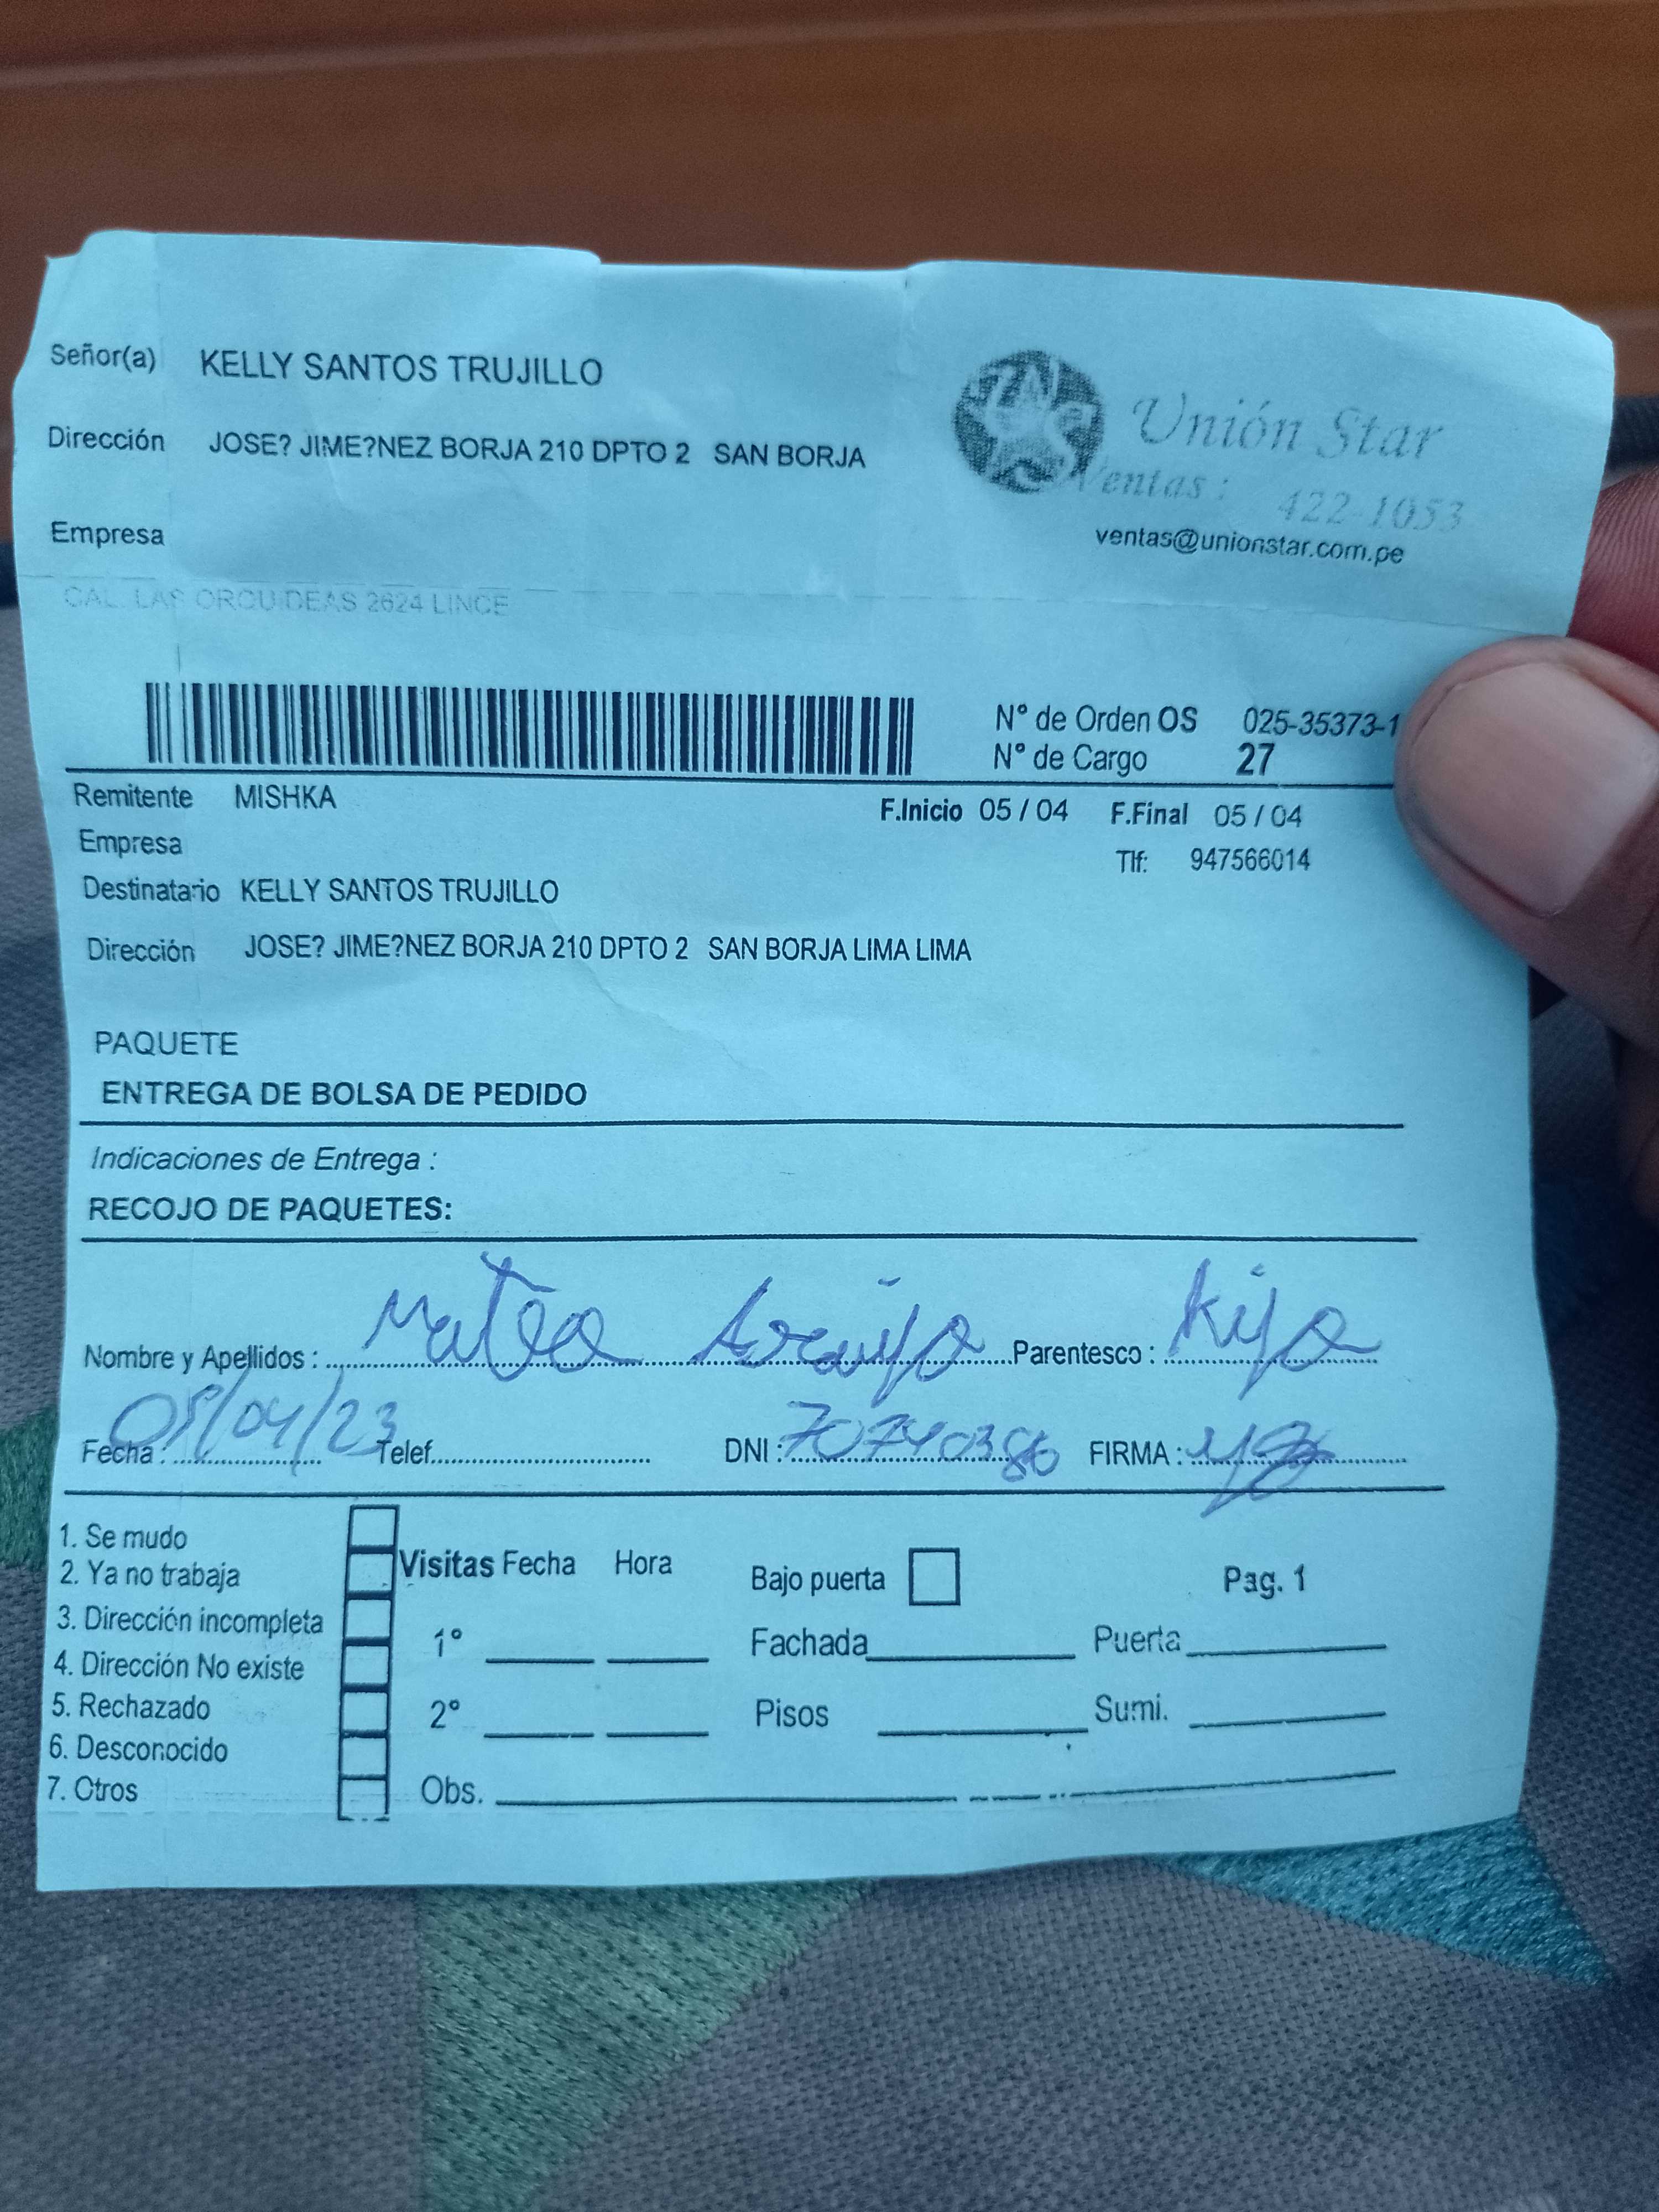 Señor(a) KELLY SANTOS TRUJILLO
Dirección JOSE? JIME?NEZ BORJA 210 DPTO 2 SAN BORJA
Unión Star
Ventas : 422-1053
ventas@unionstar.com.pe
Empresa
CAL. LAS ORQUIDEAS 2624 LINCE
N° de Orden OS 025-35373-1
N° de Cargo 27
Remitente MISHKA
F.Inicio 05 / 04 F.Final 05 / 04
Empresa
Tlf: 947566014
Destinatario KELLY SANTOS TRUJILLO
Dirección JOSE? JIME?NEZ BORJA 210 DPTO 2 SAN BORJA LIMA LIMA
PAQUETE
ENTREGA DE BOLSA DE PEDIDO
Indicaciones de Entrega :
RECOJO DE PAQUETES:
Nombre y Apellidos : Mateo Araujo Parentesco : hijo
Fecha : 05/04/23 Telef. DNI : 70740386 FIRMA :
1. Se mudo
2. Ya no trabaja
3. Dirección incompleta
4. Dirección No existe
5. Rechazado
6. Desconocido
7. Otros
Visitas Fecha Hora
1°
2°
Obs.
Bajo puerta Pag. 1
Fachada Puerta
Pisos Sumi.